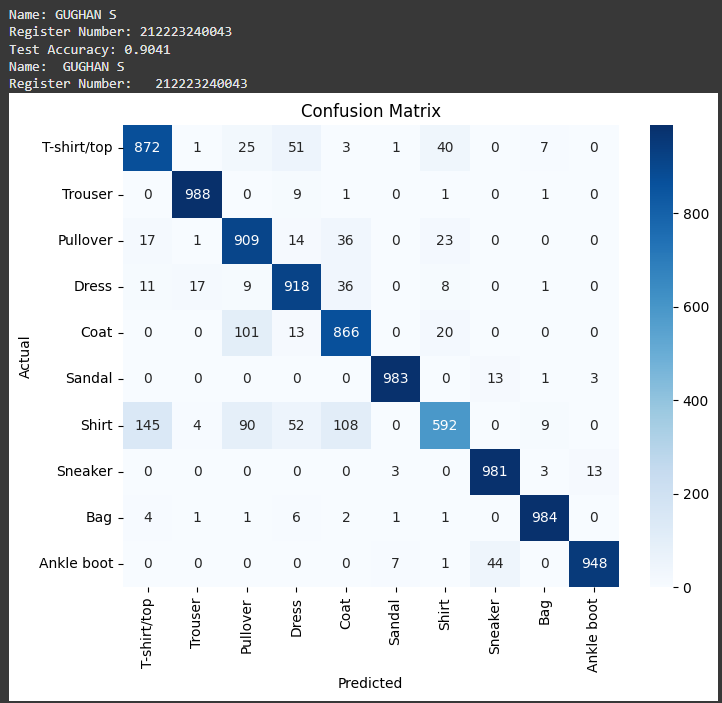 Name: GUGHAN S
Register Number: 212223240043
Test Accuracy: 0.9041
Name:  GUGHAN S
Register Number:   212223240043
Confusion Matrix
T-shirt/top 872 1 25 51 3 1 40 0 7 0
Trouser 0 988 0 9 1 0 1 0 1 0
Pullover 17 1 909 14 36 0 23 0 0 0
Dress 11 17 9 918 36 0 8 0 1 0
Coat 0 0 101 13 866 0 20 0 0 0
Sandal 0 0 0 0 0 983 0 13 1 3
Shirt 145 4 90 52 108 0 592 0 9 0
Sneaker 0 0 0 0 0 3 0 981 3 13
Bag 4 1 1 6 2 1 1 0 984 0
Ankle boot 0 0 0 0 0 7 1 44 0 948
Actual
T-shirt/top Trouser Pullover Dress Coat Sandal Shirt Sneaker Bag Ankle boot
Predicted
800
600
400
200
0